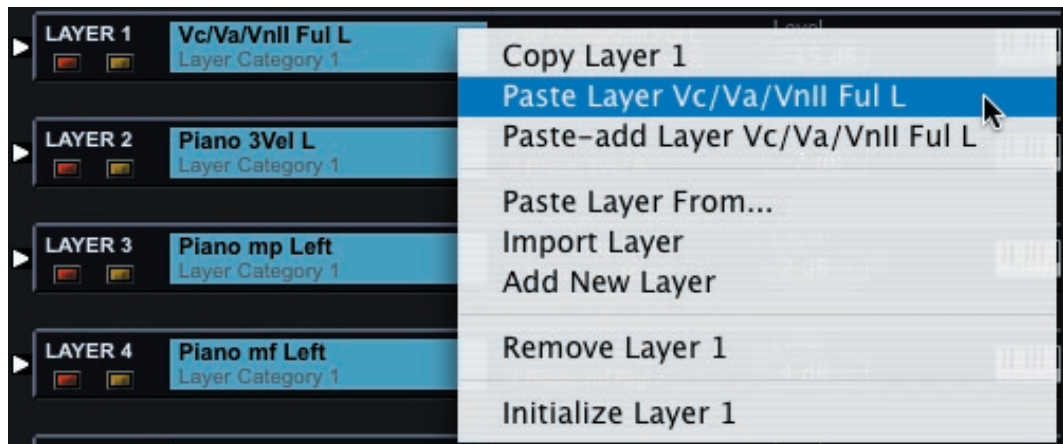 LAYER 1
Vc/Va/VnII Ful L
Layer Category 1
Level
-15 dB
LAYER 2
Piano 3Vel L
Layer Category 1
LAYER 3
Piano mp Left
Layer Category 1
LAYER 4
Piano mf Left
Layer Category 1
Copy Layer 1
Paste Layer Vc/Va/VnII Ful L
Paste-add Layer Vc/Va/VnII Ful L
Paste Layer From...
Import Layer
Add New Layer
Remove Layer 1
Initialize Layer 1